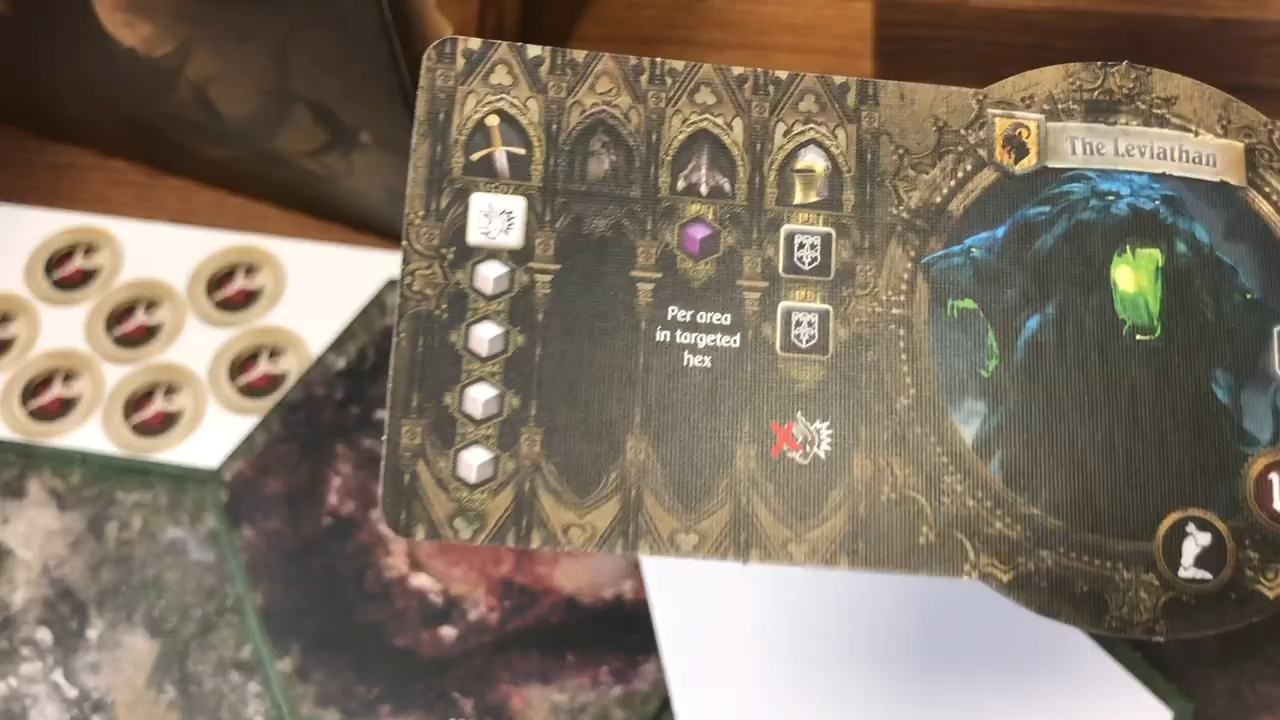 The Leviathan
Per area
in targeted
hex